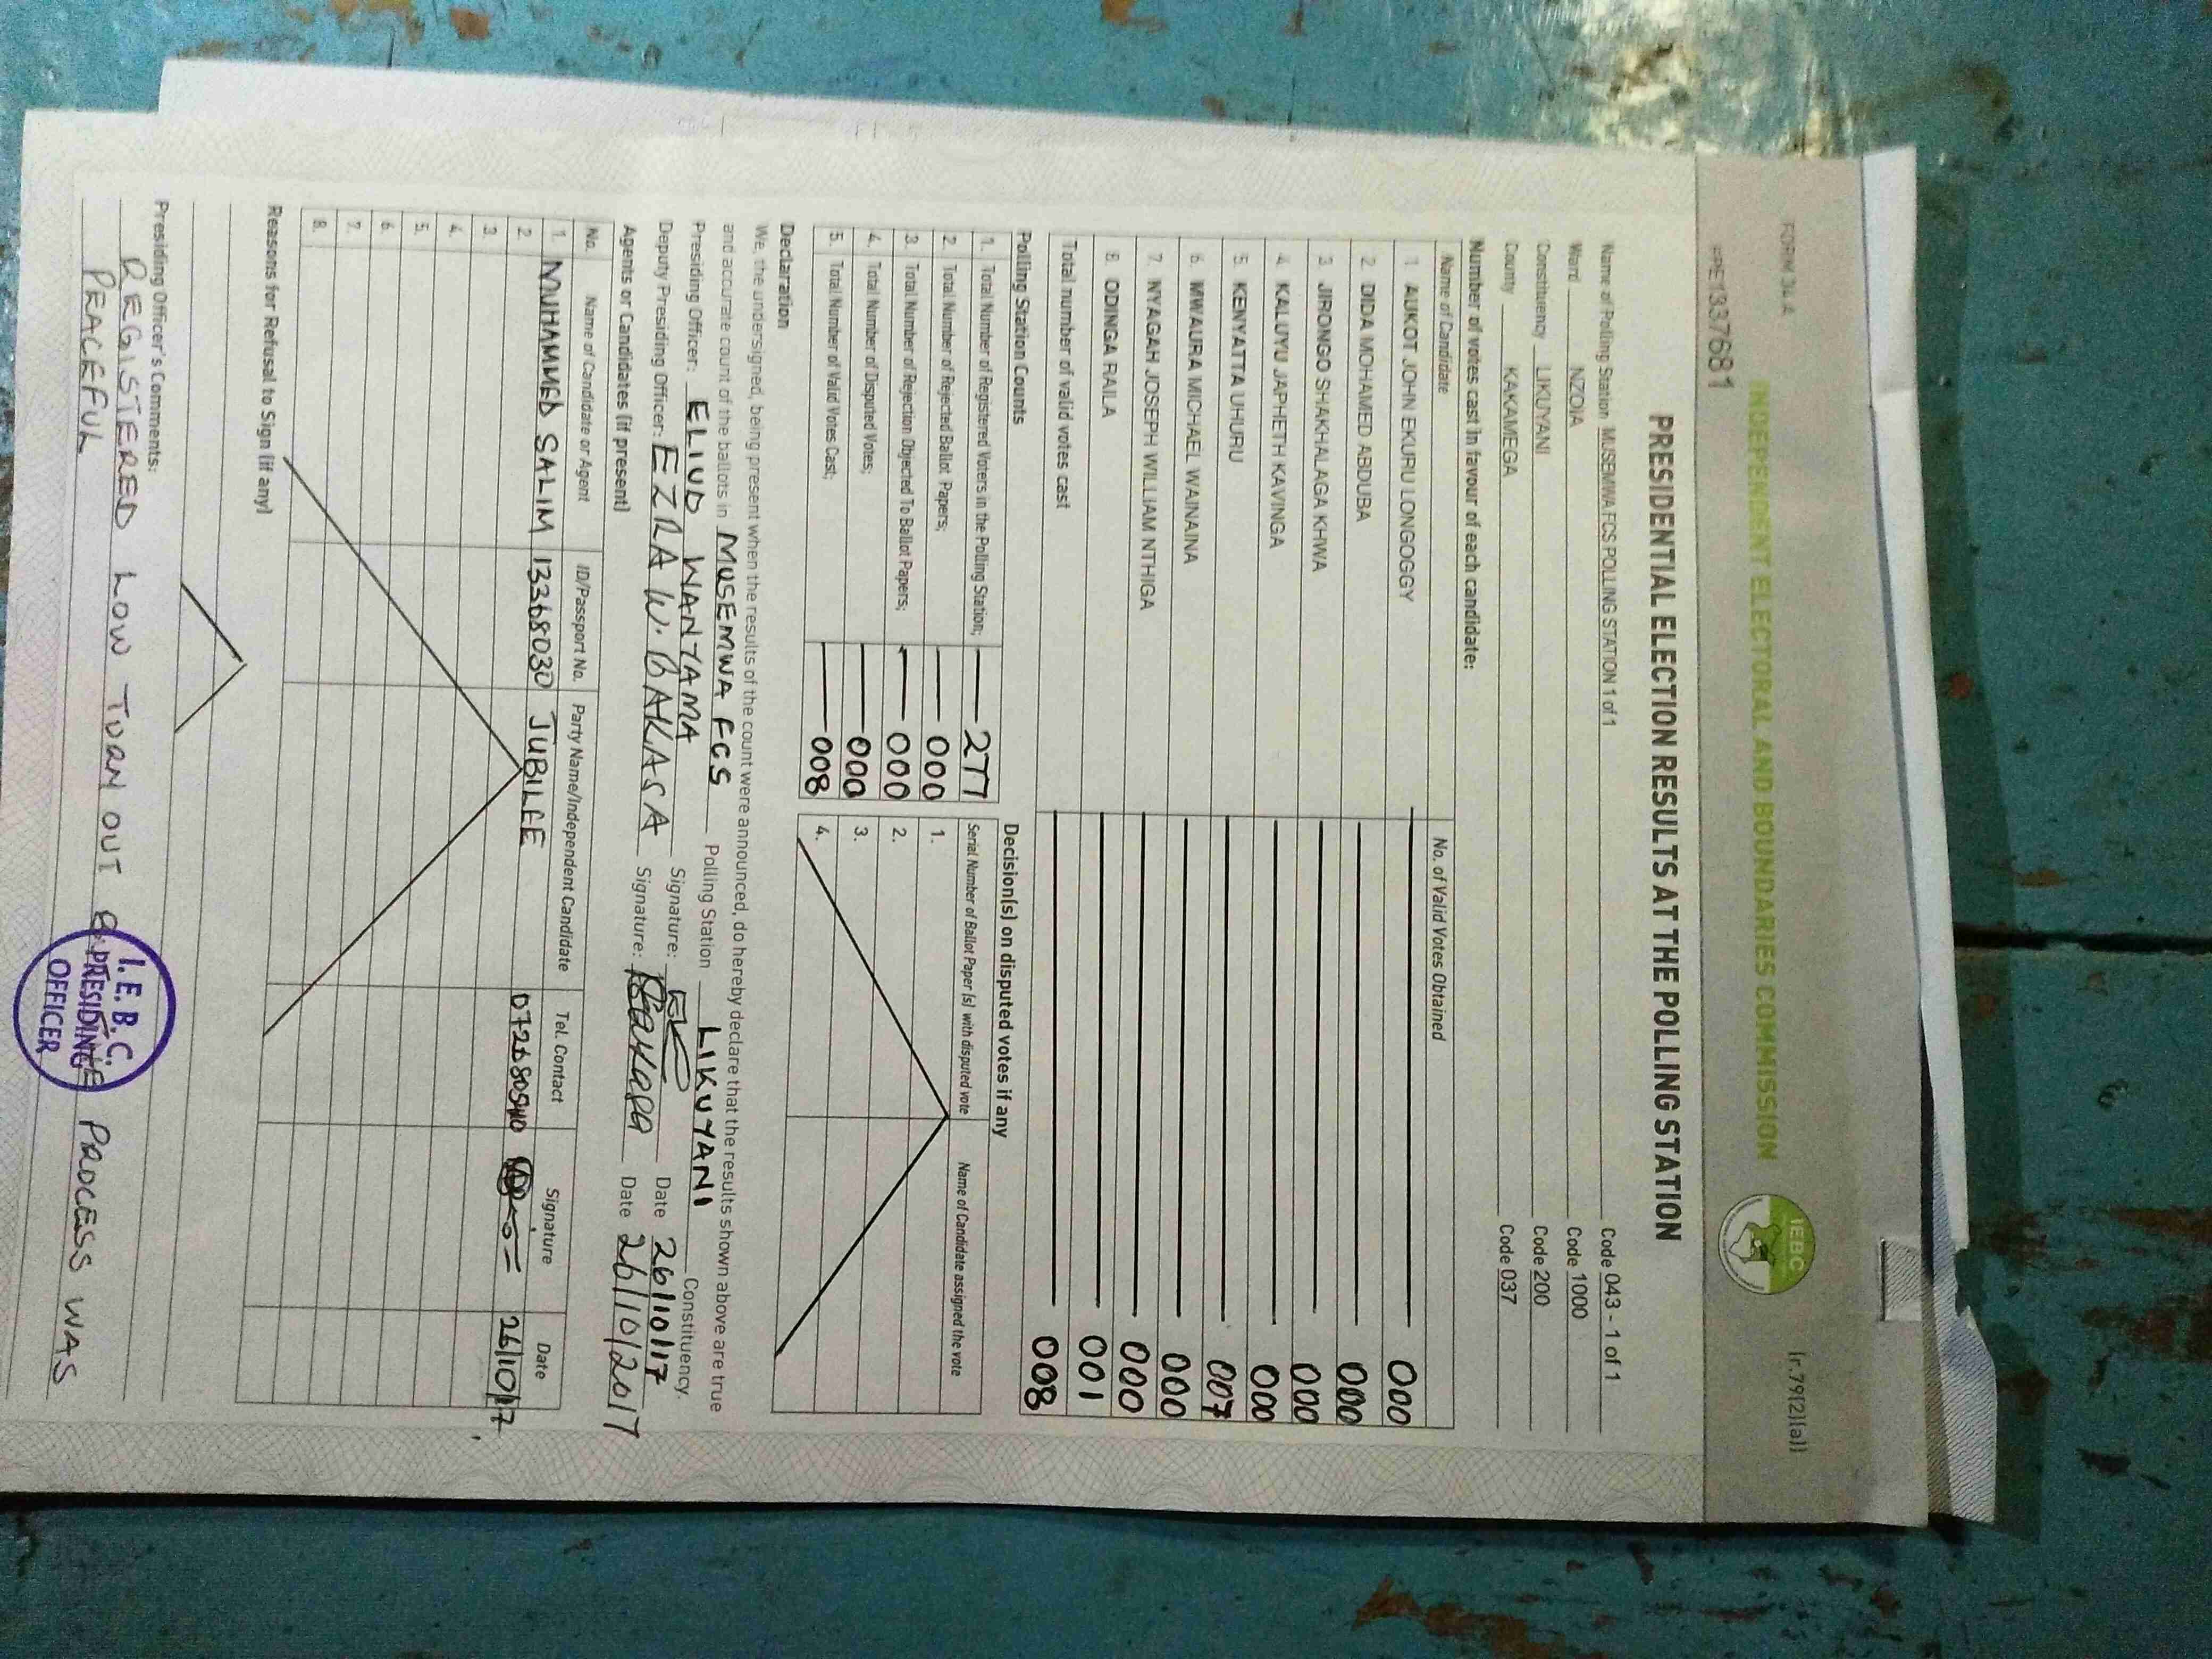 FORM 34A
(r.79(2)(a))
INDEPENDENT ELECTORAL AND BOUNDARIES COMMISSION
IEBC
PE1337681
PRESIDENTIAL ELECTION RESULTS AT THE POLLING STATION
Name of Polling Station MUSEMWA FCS POLLING STATION 1 of 1 Code 043 - 1 of 1
Ward NZOIA Code 1000
Constituency LIKUYANI Code 200
County KAKAMEGA Code 037
Number of votes cast in favour of each candidate:
Name of Candidate No. of Valid Votes Obtained
1 AUKOT JOHN EKURU LONGOGGY 000
2. DIDA MOHAMED ABDUBA 000
3. JIRONGO SHAKHALAGA KHWA 000
4. KALUYU JAPHETH KAVINGA 000
5. KENYATTA UHURU 007
6. MWAURA MICHAEL WAINAINA 000
7. NYAGAH JOSEPH WILLIAM NTHIGA 000
8. ODINGA RAILA 001
Total number of valid votes cast 008
Polling Station Counts
1. Total Number of Registered Voters in the Polling Station; 277
2. Total Number of Rejected Ballot Papers; 000
3. Total Number of Rejection Objected To Ballot Papers; 000
4. Total Number of Disputed Votes; 000
5. Total Number of Valid Votes Cast; 008
Decision(s) on disputed votes if any
Serial Number of Ballot Paper (s) with disputed vote Name of Candidate assigned the vote
1.
2.
3.
4.
Declaration
We, the undersigned, being present when the results of the count were announced, do hereby declare that the results shown above are true
and accurate count of the ballots in MUSEMWA FCS Polling Station LIKUYANI Constituency.
Presiding Officer: ELIUD WANYAMA Signature: Date 26/10/17
Deputy Presiding Officer: EZRA W. BAKASA Signature: Date 26/10/2017
Agents or Candidates (if present)
No. Name of Candidate or Agent ID/Passport No. Party Name/Independent Candidate Tel. Contact Signature Date
1. MUHAMMED SALIM 13368030 JUBILEE 26/10/17
2.
3.
4.
5.
6.
7.
8.
Reasons for Refusal to Sign (if any)
Presiding Officer's Comments:
REGISTERED LOW TURN OUT & THE PROCESS WAS
PEACEFUL
I.E.B.C.
PRESIDING
OFFICER